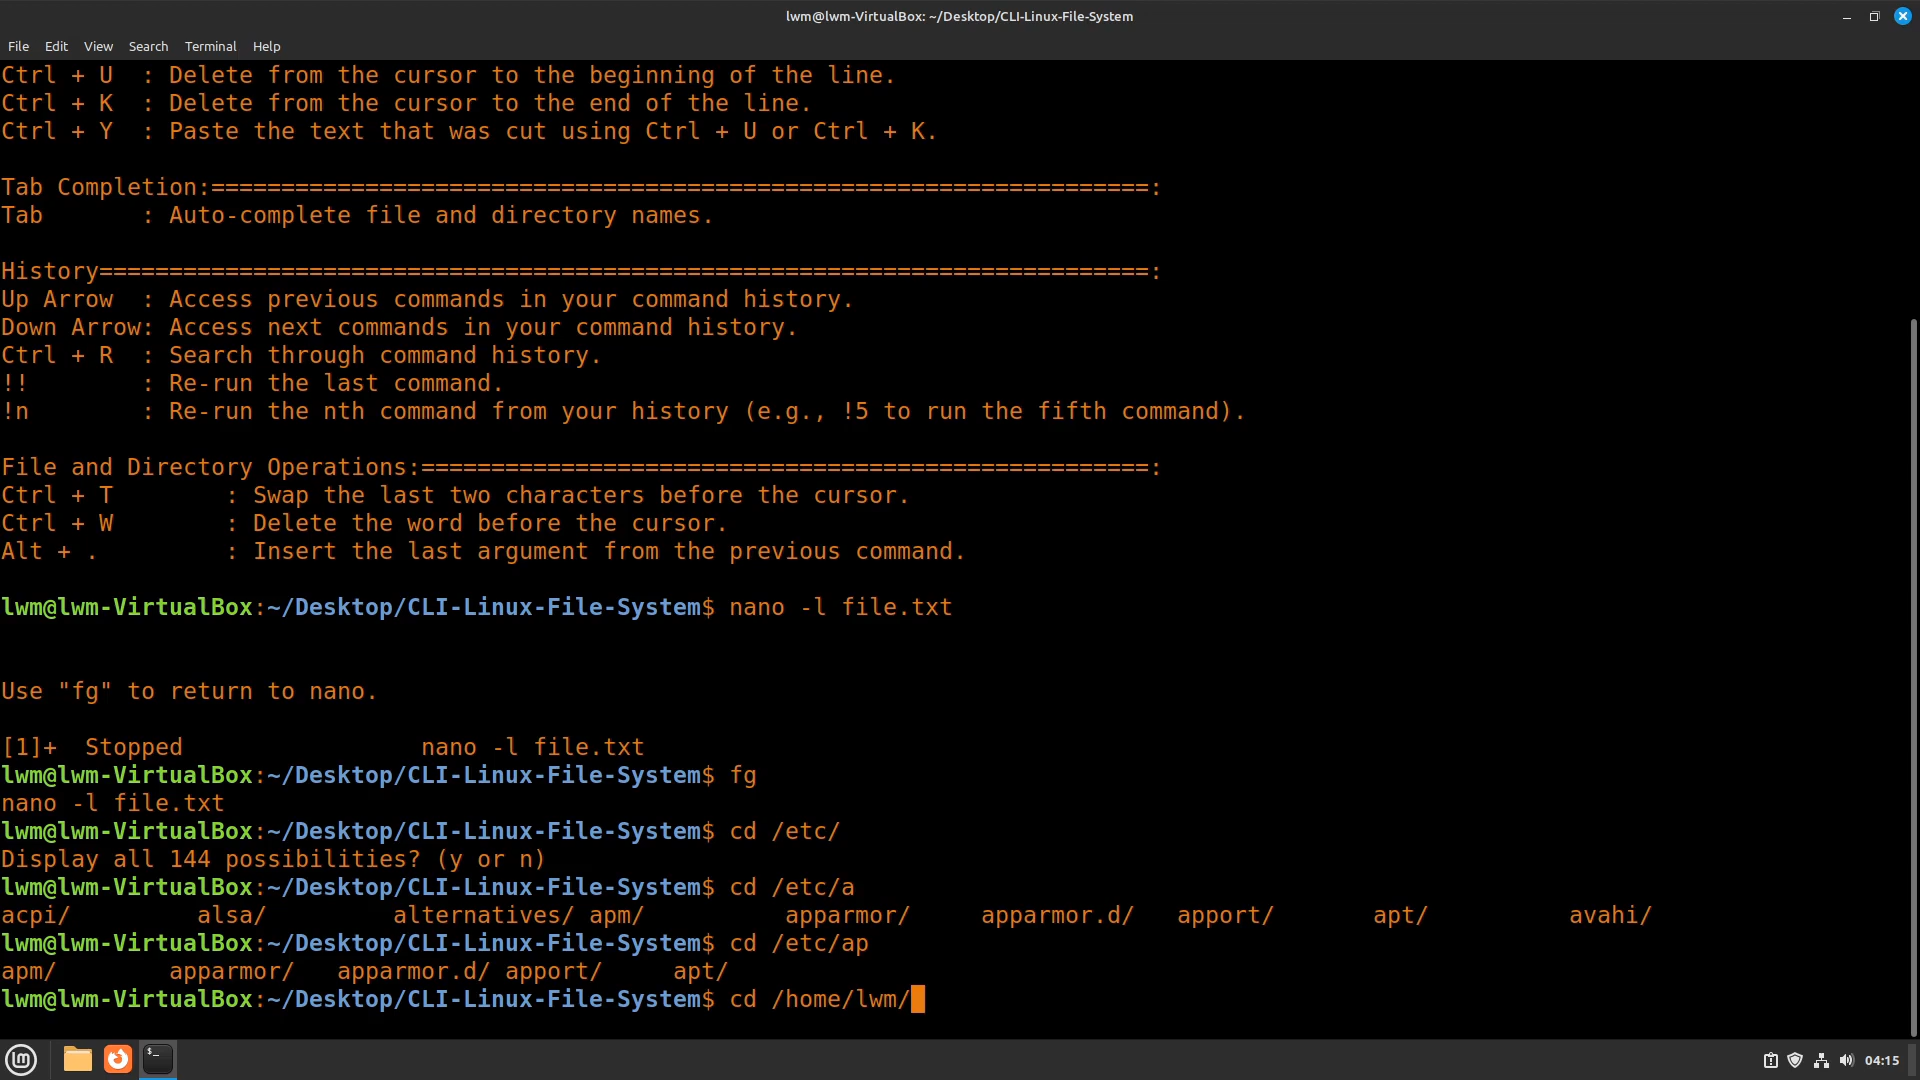 lwm@lwm-VirtualBox: ~/Desktop/CLI-Linux-File-System
File Edit View Search Terminal Help
Ctrl + U  : Delete from the cursor to the beginning of the line.
Ctrl + K  : Delete from the cursor to the end of the line.
Ctrl + Y  : Paste the text that was cut using Ctrl + U or Ctrl + K.
Tab Completion:===================================================================:
Tab       : Auto-complete file and directory names.
History===========================================================================:
Up Arrow  : Access previous commands in your command history.
Down Arrow: Access next commands in your command history.
Ctrl + R  : Search through command history.
!!        : Re-run the last command.
!n        : Re-run the nth command from your history (e.g., !5 to run the fifth command).
File and Directory Operations:====================================================:
Ctrl + T        : Swap the last two characters before the cursor.
Ctrl + W        : Delete the word before the cursor.
Alt + .         : Insert the last argument from the previous command.
lwm@lwm-VirtualBox:~/Desktop/CLI-Linux-File-System$ nano -l file.txt
Use "fg" to return to nano.
[1]+  Stopped                 nano -l file.txt
lwm@lwm-VirtualBox:~/Desktop/CLI-Linux-File-System$ fg
nano -l file.txt
lwm@lwm-VirtualBox:~/Desktop/CLI-Linux-File-System$ cd /etc/
Display all 144 possibilities? (y or n)
lwm@lwm-VirtualBox:~/Desktop/CLI-Linux-File-System$ cd /etc/a
acpi/         alsa/         alternatives/ apm/          apparmor/     apparmor.d/   apport/       apt/          avahi/
lwm@lwm-VirtualBox:~/Desktop/CLI-Linux-File-System$ cd /etc/ap
apm/        apparmor/   apparmor.d/ apport/     apt/
lwm@lwm-VirtualBox:~/Desktop/CLI-Linux-File-System$ cd /home/lwm/
04:15